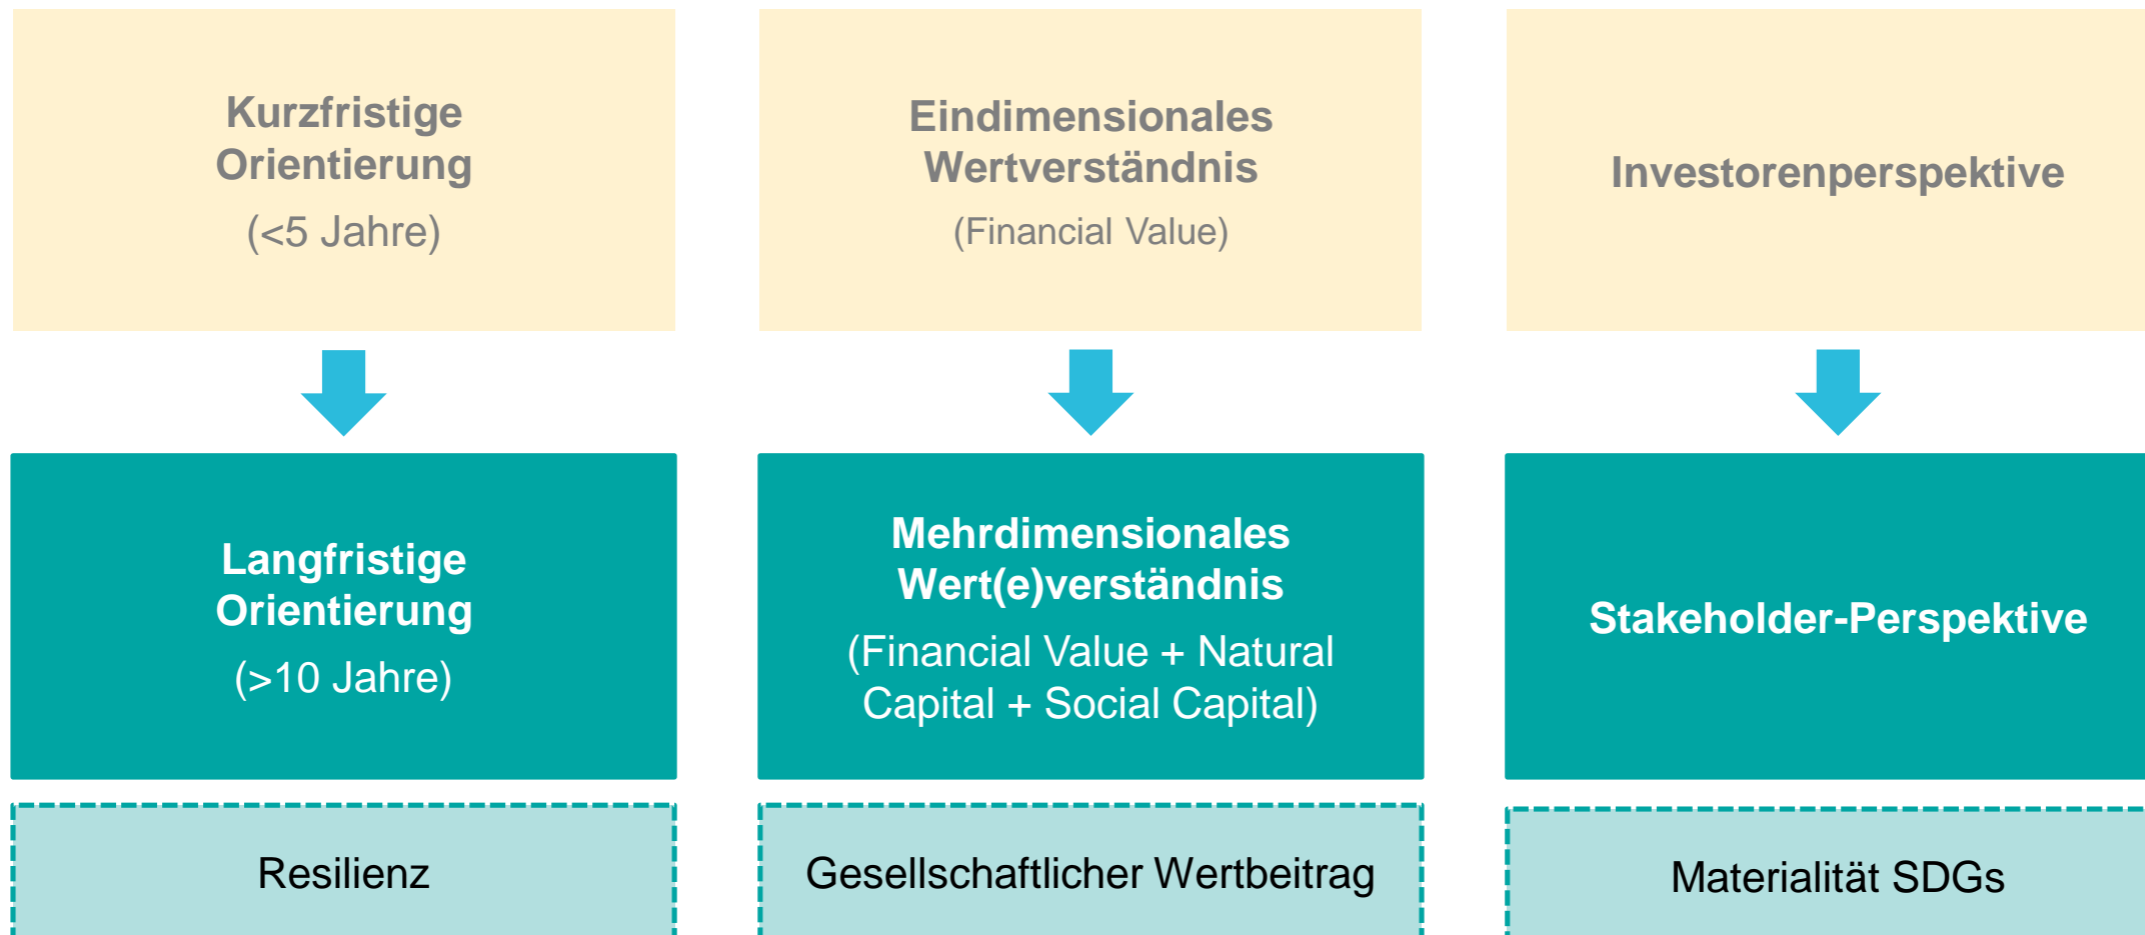 Kurzfristige
Orientierung
(<5 Jahre)
Eindimensionales
Wertverständnis
(Financial Value)
Investorenperspektive
Langfristige
Orientierung
(>10 Jahre)
Mehrdimensionales
Wert(e)verständnis
(Financial Value + Natural
Capital + Social Capital)
Stakeholder-Perspektive
Resilienz
Gesellschaftlicher Wertbeitrag
Materialität SDGs